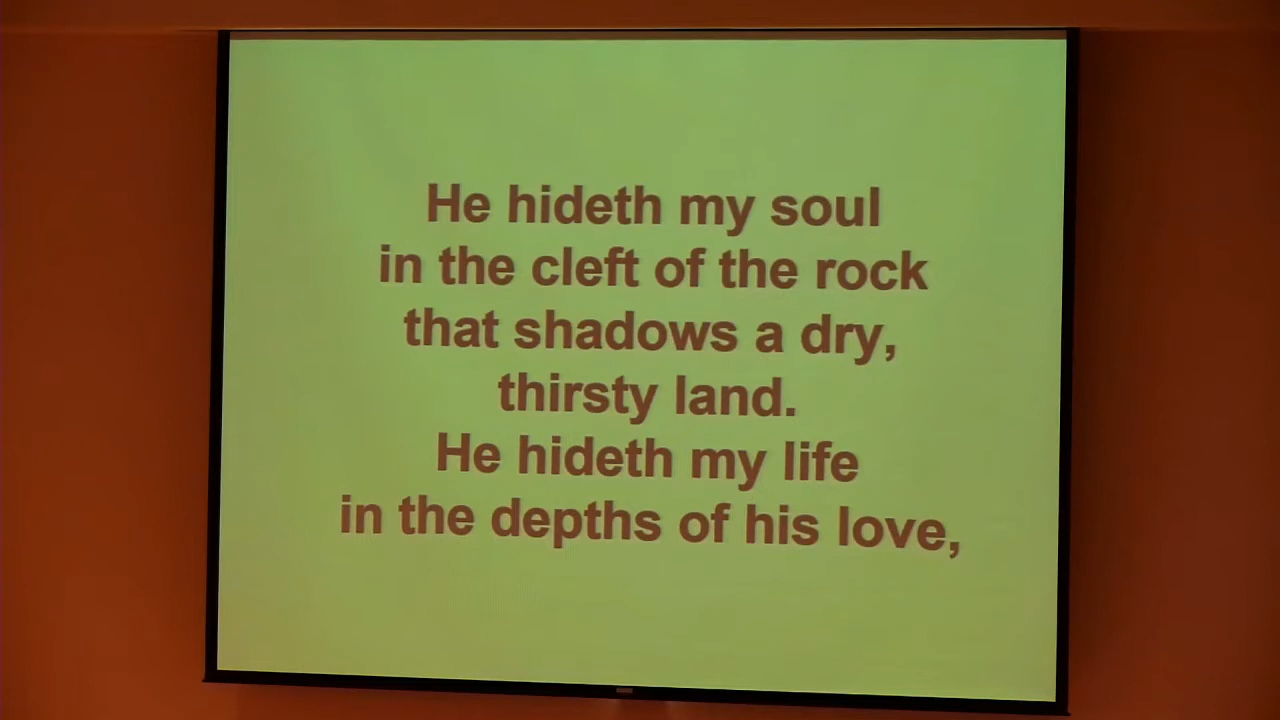 He hideth my soul
in the cleft of the rock
that shadows a dry,
thirsty land.
He hideth my life
in the depths of his love,